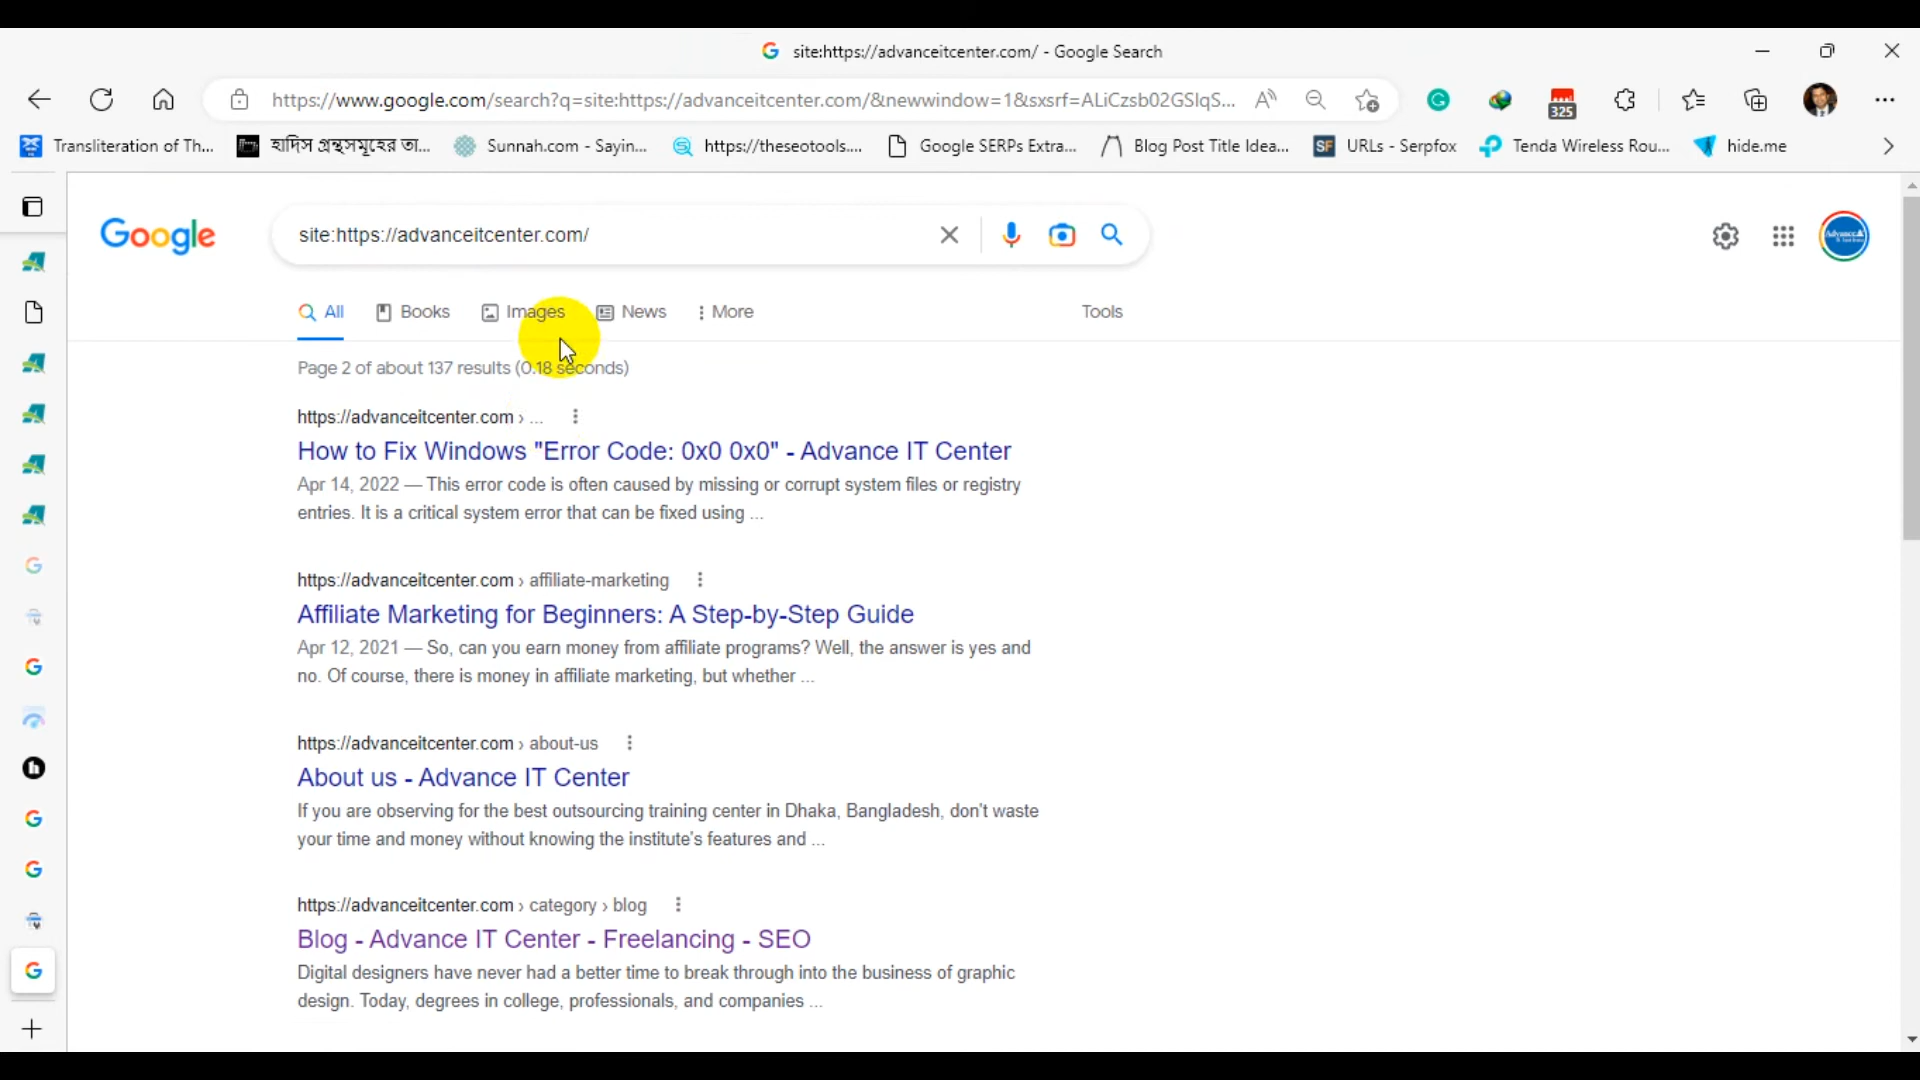 site:https://advanceitcenter.com/ - Google Search
https://www.google.com/search?q=site:https://advanceitcenter.com/&newwindow=1&sxsrf=ALiCzsb02GSIqS...
325
Transliteration of Th... হাদিস গ্রন্থসমূহের তা... Sunnah.com - Sayin... https://theseotools.... Google SERPs Extra... Blog Post Title Idea... SF URLs - Serpfox Tenda Wireless Rou... hide.me
Google
site:https://advanceitcenter.com/
All Books Images News More Tools
Page 2 of about 137 results (0.18 seconds)
https://advanceitcenter.com › ...
How to Fix Windows "Error Code: 0x0 0x0" - Advance IT Center
Apr 14, 2022 — This error code is often caused by missing or corrupt system files or registry
entries. It is a critical system error that can be fixed using ...
https://advanceitcenter.com › affiliate-marketing
Affiliate Marketing for Beginners: A Step-by-Step Guide
Apr 12, 2021 — So, can you earn money from affiliate programs? Well, the answer is yes and
no. Of course, there is money in affiliate marketing, but whether ...
https://advanceitcenter.com › about-us
About us - Advance IT Center
If you are observing for the best outsourcing training center in Dhaka, Bangladesh, don't waste
your time and money without knowing the institute's features and ...
https://advanceitcenter.com › category › blog
Blog - Advance IT Center - Freelancing - SEO
Digital designers have never had a better time to break through into the business of graphic
design. Today, degrees in college, professionals, and companies ...